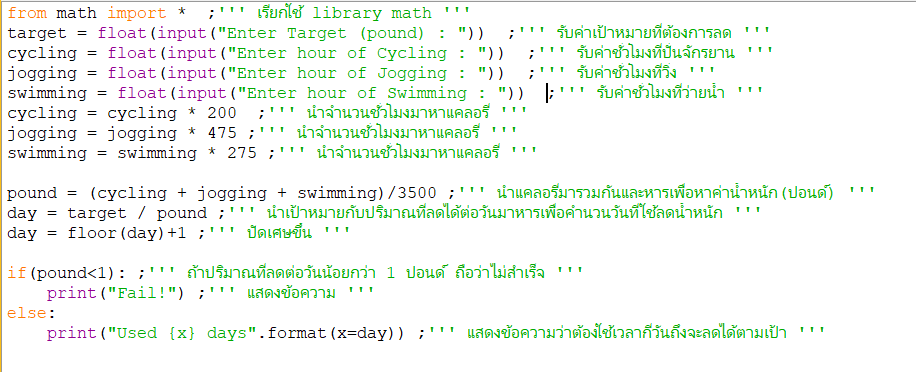 from math import *  ;''' เรียกใช้ library math '''
target = float(input("Enter Target (pound) : "))  ;''' รับค่าเป้าหมายที่ต้องการลด '''
cycling = float(input("Enter hour of Cycling : "))  ;''' รับค่าชั่วโมงที่ปั่นจักรยาน '''
jogging = float(input("Enter hour of Jogging : "))  ;''' รับค่าชั่วโมงที่วิ่ง '''
swimming = float(input("Enter hour of Swimming : "))  ;''' รับค่าชั่วโมงที่ว่ายน้ำ '''
cycling = cycling * 200  ;''' นำจำนวนชั่วโมงมาหาแคลอรี่ '''
jogging = jogging * 475 ;''' นำจำนวนชั่วโมงมาหาแคลอรี่ '''
swimming = swimming * 275 ;''' นำจำนวนชั่วโมงมาหาแคลอรี่ '''
pound = (cycling + jogging + swimming)/3500 ;''' นำแคลอรี่มารวมกันและหารเพื่อหาค่าน้ำหนัก(ปอนด์) '''
day = target / pound ;''' นำเป้าหมายกับปริมาณที่ลดได้ต่อวันมาหารเพื่อคำนวนวันที่ใช้ลดน้ำหนัก '''
day = floor(day)+1 ;''' ปัดเศษขึ้น '''
if(pound<1): ;''' ถ้าปริมาณที่ลดต่อวันน้อยกว่า 1 ปอนด์ ถือว่าไม่สำเร็จ '''
    print("Fail!") ;''' แสดงข้อความ '''
else:
    print("Used {x} days".format(x=day)) ;''' แสดงข้อความว่าต้องใช้เวลากี่วันถึงจะลดได้ตามเป้า '''